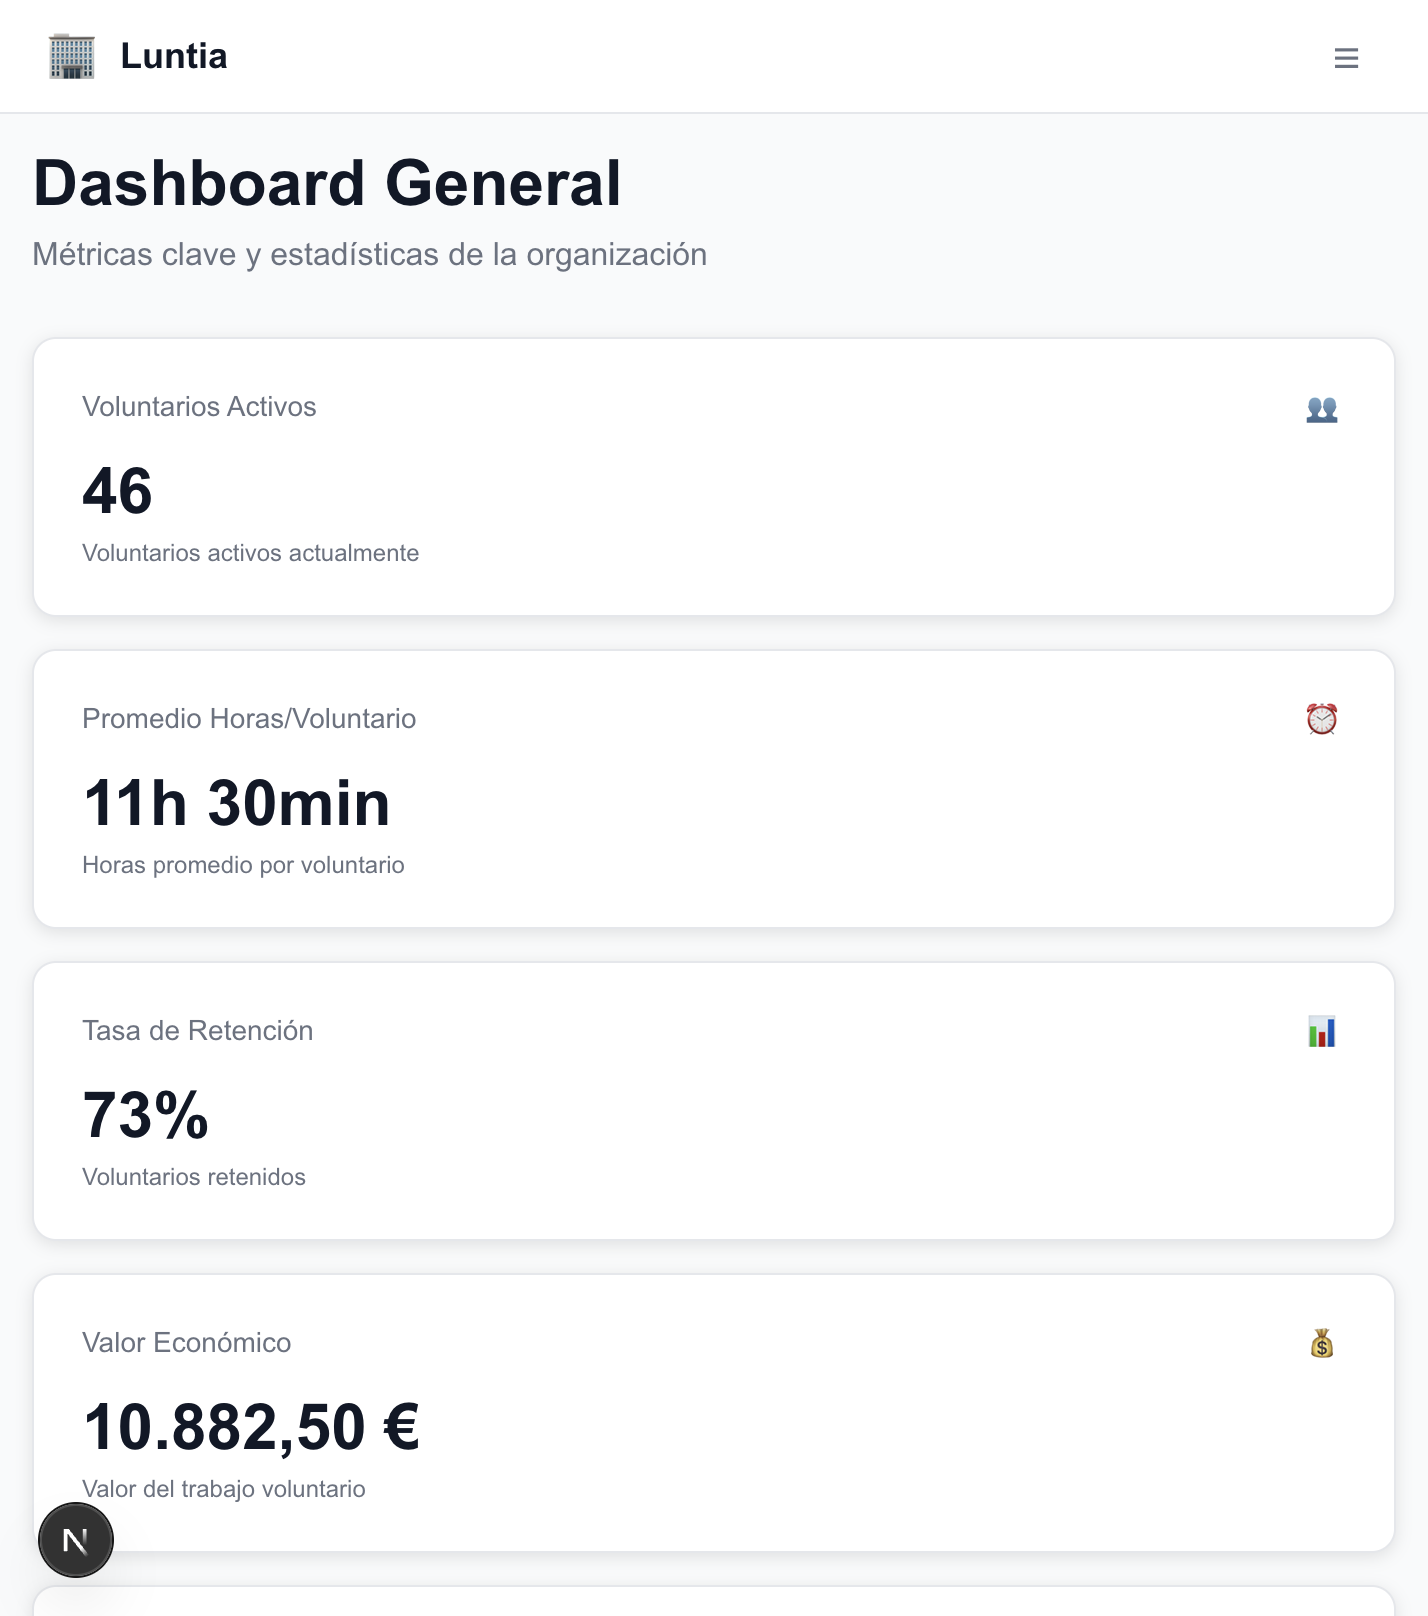 Luntia
Dashboard General
Métricas clave y estadísticas de la organización
Voluntarios Activos
46
Voluntarios activos actualmente
Promedio Horas/Voluntario
11h 30min
Horas promedio por voluntario
Tasa de Retención
73%
Voluntarios retenidos
Valor Económico
10.882,50 €
Valor del trabajo voluntario
N